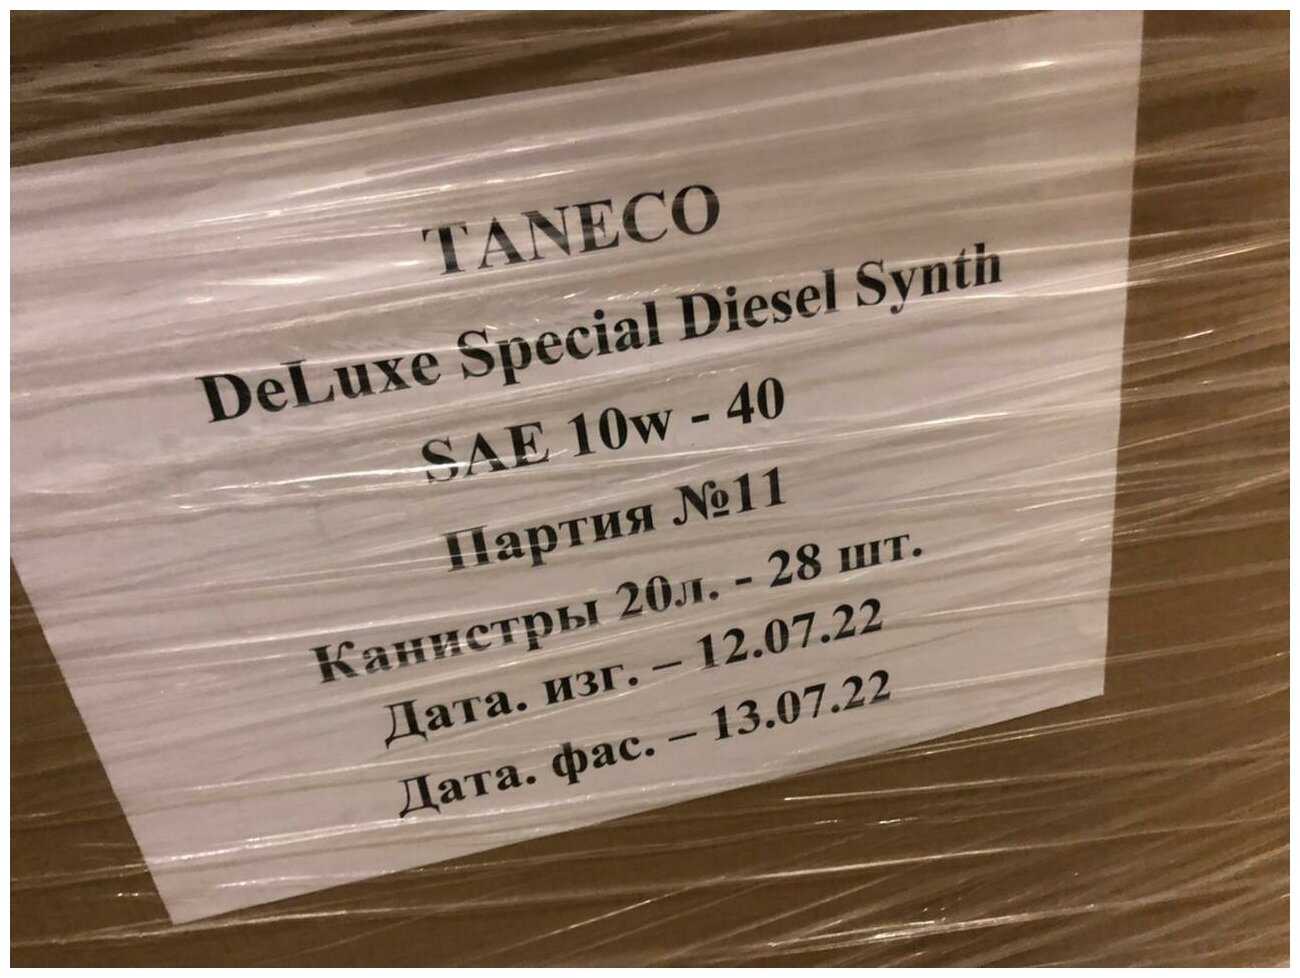 TANECO
DeLuxe Special Diesel Synth
SAE 10w - 40
Партия №11
Канистры 20л. - 28 шт.
Дата. изг. – 12.07.22
Дата. фас. – 13.07.22